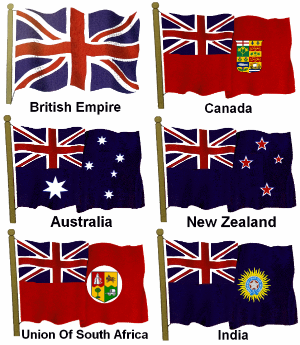 British Empire
Canada
Australia
New Zealand
Union Of South Africa
India